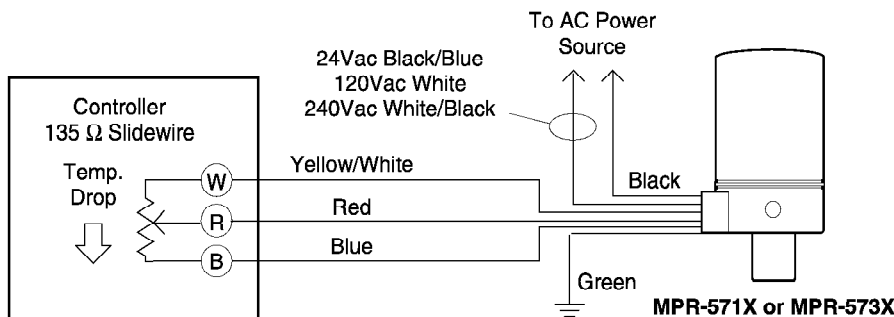 To AC Power
Source
24Vac Black/Blue
120Vac White
240Vac White/Black
Controller
135 Ω Slidewire
Temp.
Drop
W
Yellow/White
Black
R
Red
B
Blue
Green
MPR-571X or MPR-573X